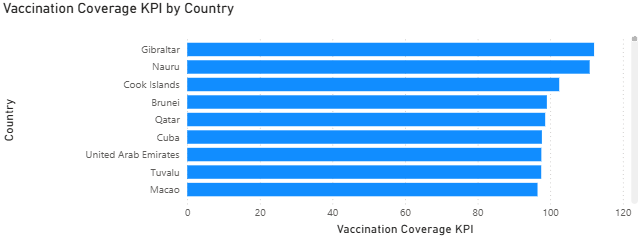 Vaccination Coverage KPI by Country
Country
Gibraltar
Nauru
Cook Islands
Brunei
Qatar
Cuba
United Arab Emirates
Tuvalu
Macao
0 20 40 60 80 100 120
Vaccination Coverage KPI